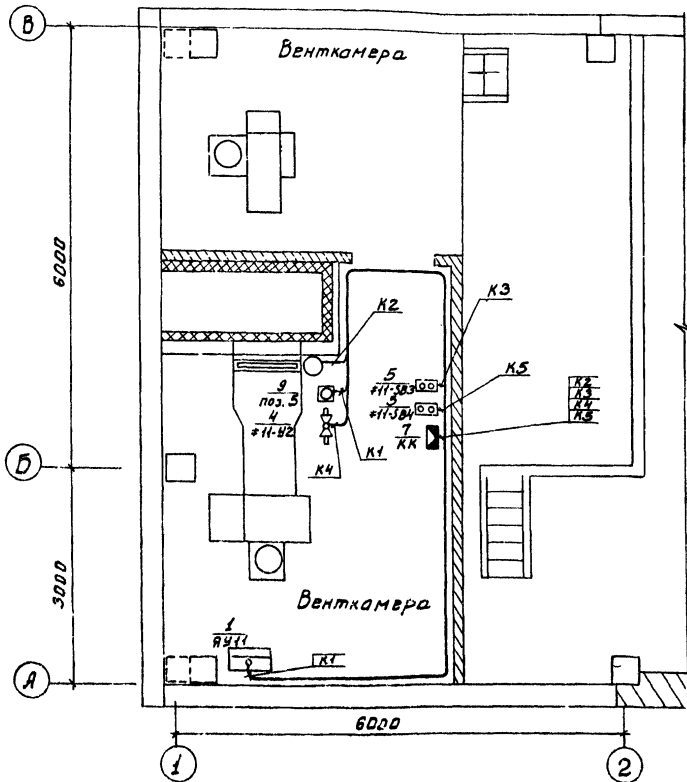 В
Венткамера
6000
К2
К3
5
*11-SB3
К5
9
поз. 5
3
*11-SB4
К2
К3
К4
К5
4
*11-У2
7
КК
К1
К4
Б
3000
Венткамера
1
ЯУ11
К1
А
6000
1
2